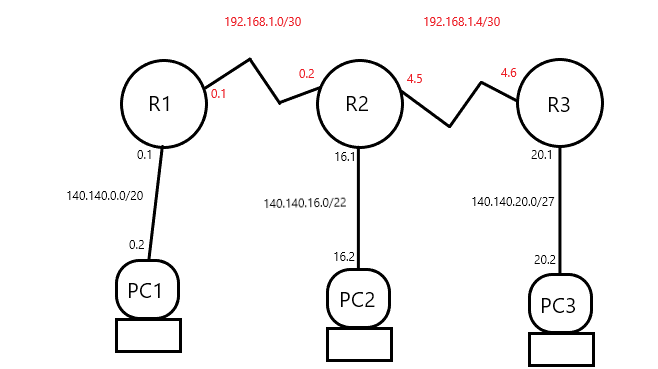 192.168.1.0/30
192.168.1.4/30
R1
0.1
0.2
R2
4.5
4.6
R3
0.1
16.1
20.1
140.140.0.0/20
140.140.16.0/22
140.140.20.0/27
0.2
16.2
20.2
PC1
PC2
PC3